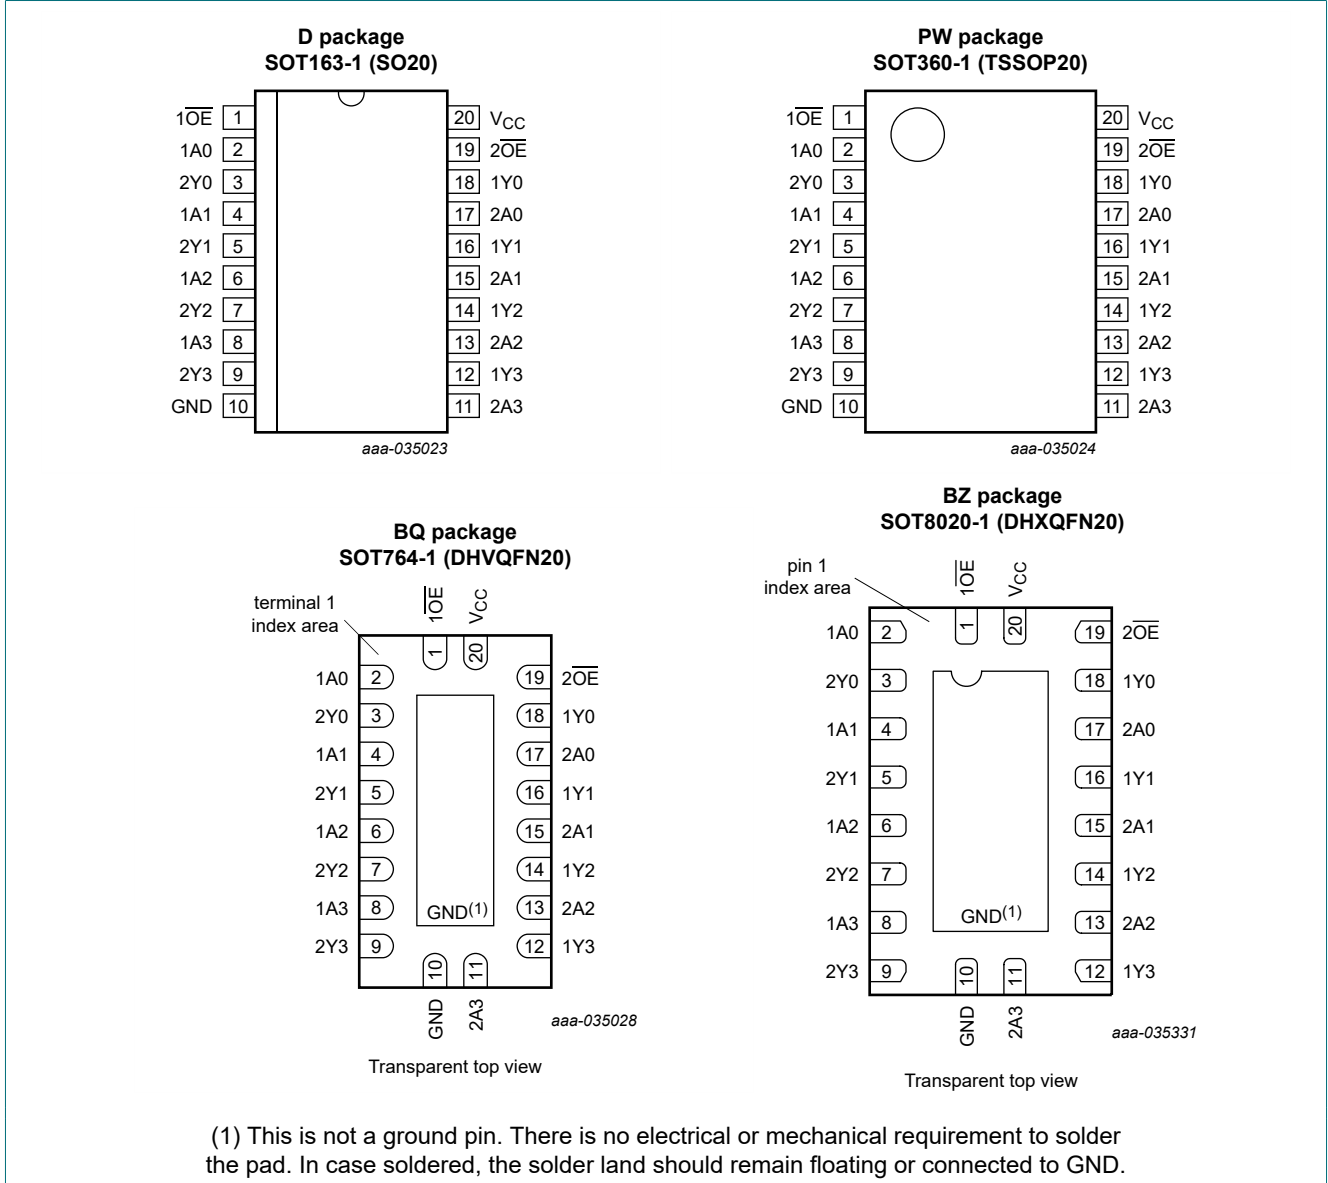 D package
SOT163-1 (SO20)
1OE 1
1A0 2
2Y0 3
1A1 4
2Y1 5
1A2 6
2Y2 7
1A3 8
2Y3 9
GND 10
20 VCC
19 2OE
18 1Y0
17 2A0
16 1Y1
15 2A1
14 1Y2
13 2A2
12 1Y3
11 2A3
aaa-035023
PW package
SOT360-1 (TSSOP20)
1OE 1
1A0 2
2Y0 3
1A1 4
2Y1 5
1A2 6
2Y2 7
1A3 8
2Y3 9
GND 10
20 VCC
19 2OE
18 1Y0
17 2A0
16 1Y1
15 2A1
14 1Y2
13 2A2
12 1Y3
11 2A3
aaa-035024
BQ package
SOT764-1 (DHVQFN20)
terminal 1
index area
1OE 1
VCC 20
1A0 2
2Y0 3
1A1 4
2Y1 5
1A2 6
2Y2 7
1A3 8
2Y3 9
19 2OE
18 1Y0
17 2A0
16 1Y1
15 2A1
14 1Y2
13 2A2
12 1Y3
GND(1)
GND 10
2A3 11
aaa-035028
Transparent top view
BZ package
SOT8020-1 (DHXQFN20)
pin 1
index area
1OE 1
VCC 20
1A0 2
2Y0 3
1A1 4
2Y1 5
1A2 6
2Y2 7
1A3 8
2Y3 9
19 2OE
18 1Y0
17 2A0
16 1Y1
15 2A1
14 1Y2
13 2A2
12 1Y3
GND(1)
GND 10
2A3 11
aaa-035331
Transparent top view
(1) This is not a ground pin. There is no electrical or mechanical requirement to solder
the pad. In case soldered, the solder land should remain floating or connected to GND.